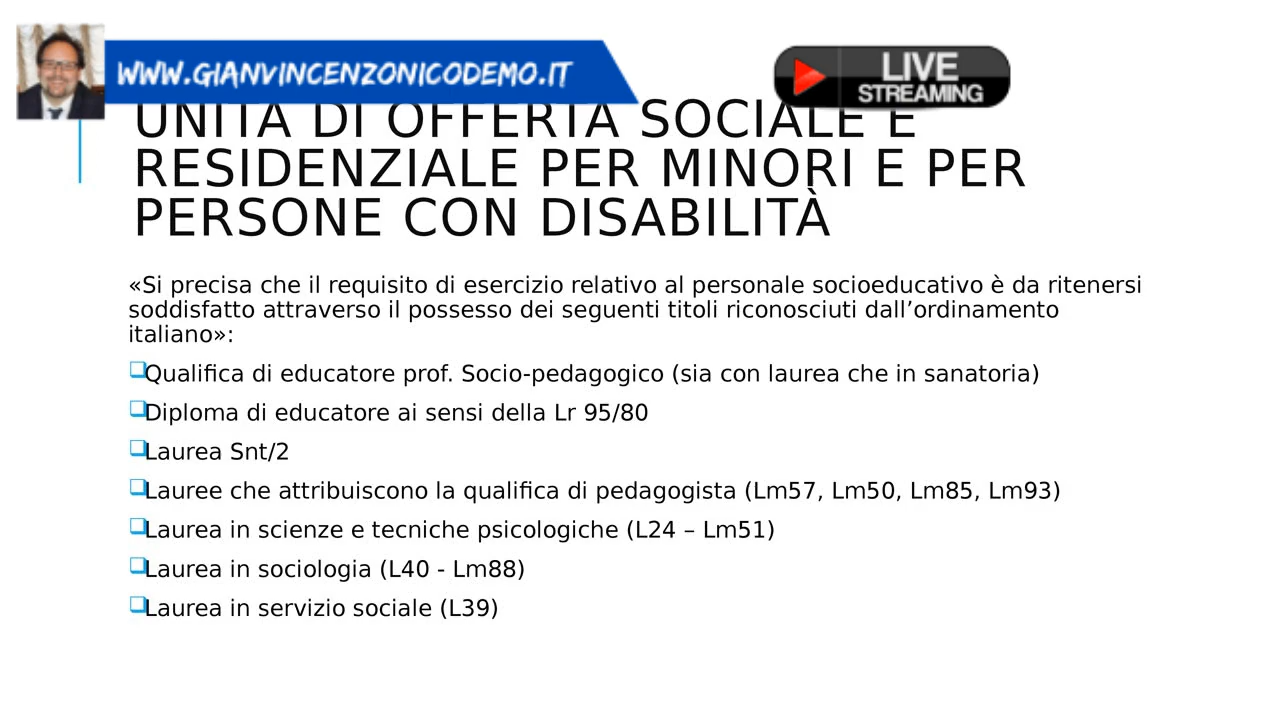 WWW.GIANVINCENZONICODEMO.IT
LIVE
STREAMING
UNITÀ DI OFFERTA SOCIALE E
RESIDENZIALE PER MINORI E PER
PERSONE CON DISABILITÀ
«Si precisa che il requisito di esercizio relativo al personale socioeducativo è da ritenersi
soddisfatto attraverso il possesso dei seguenti titoli riconosciuti dall’ordinamento
italiano»:
❑Qualifica di educatore prof. Socio-pedagogico (sia con laurea che in sanatoria)
❑Diploma di educatore ai sensi della Lr 95/80
❑Laurea Snt/2
❑Lauree che attribuiscono la qualifica di pedagogista (Lm57, Lm50, Lm85, Lm93)
❑Laurea in scienze e tecniche psicologiche (L24 – Lm51)
❑Laurea in sociologia (L40 - Lm88)
❑Laurea in servizio sociale (L39)